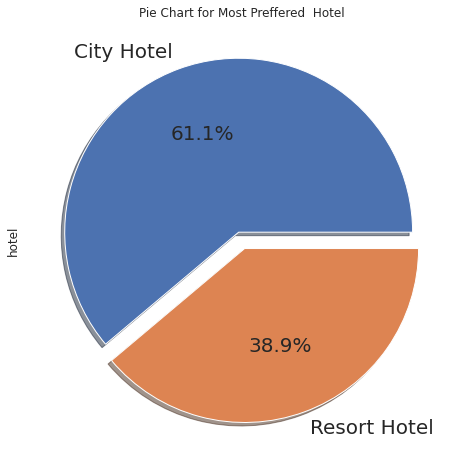 Pie Chart for Most Preffered  Hotel
City Hotel
61.1%
hotel
38.9%
Resort Hotel